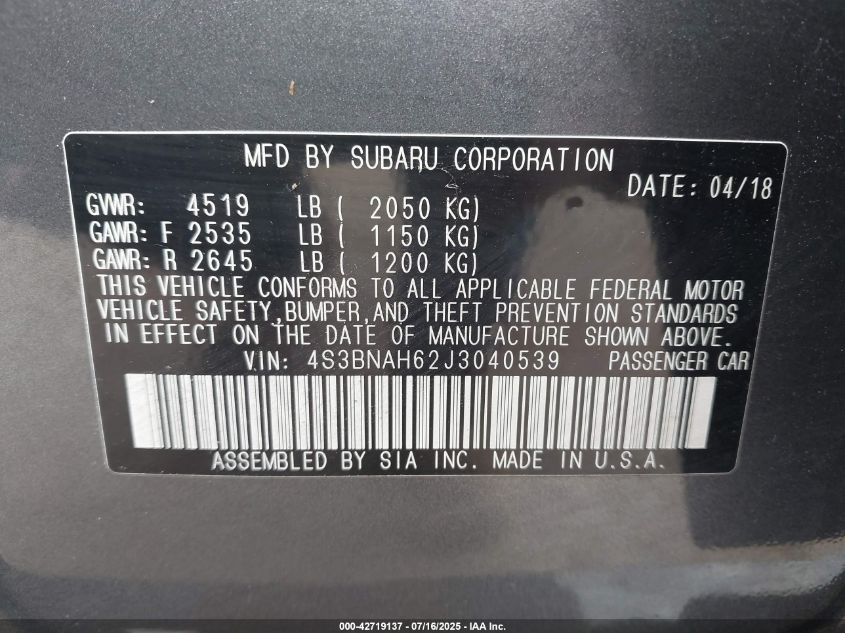 MFD BY SUBARU CORPORATION
DATE: 04/18
GVWR: 4519 LB ( 2050 KG)
GAWR: F 2535 LB ( 1150 KG)
GAWR: R 2645 LB ( 1200 KG)
THIS VEHICLE CONFORMS TO ALL APPLICABLE FEDERAL MOTOR
VEHICLE SAFETY,BUMPER,AND THEFT PREVENTION STANDARDS
IN EFFECT ON THE DATE OF MANUFACTURE SHOWN ABOVE.
VIN: 4S3BNAH62J3040539 PASSENGER CAR
ASSEMBLED BY SIA INC. MADE IN U.S.A.
000-42719137 - 07/16/2025 - IAA Inc.